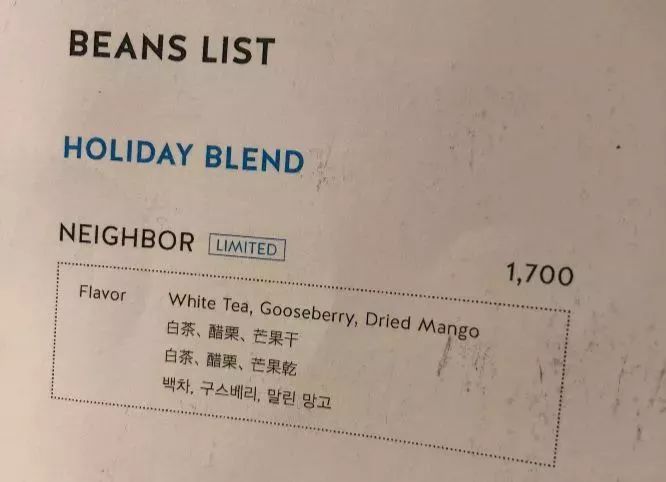 BEANS LIST
HOLIDAY BLEND
NEIGHBOR LIMITED
1,700
Flavor White Tea, Gooseberry, Dried Mango
白茶、醋栗、芒果干
白茶、醋栗、芒果乾
백차, 구스베리, 말린 망고